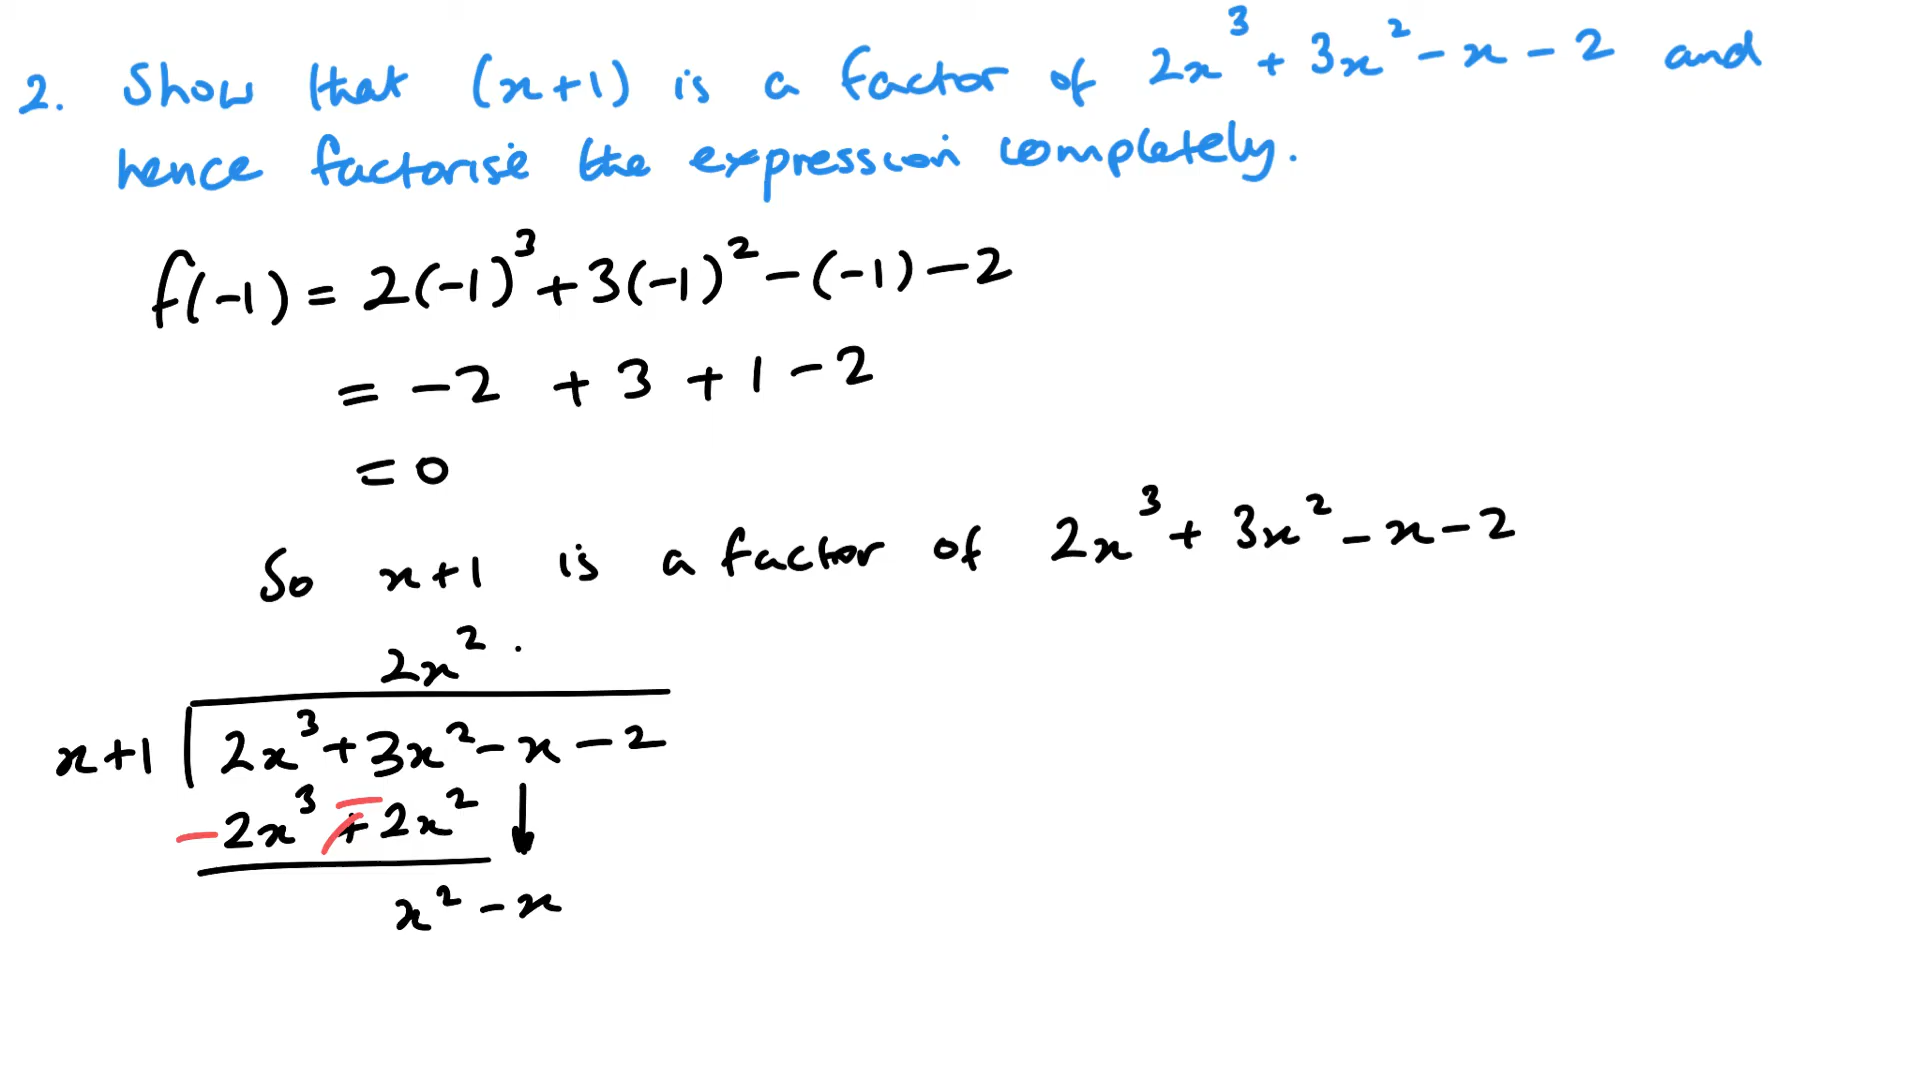 2. Show that (x+1) is a factor of 2x³ + 3x² - x - 2 and
hence factorise the expression completely.
f(-1) = 2(-1)³ + 3(-1)² - (-1) - 2
= -2 + 3 + 1 - 2
= 0
So x+1 is a factor of 2x³ + 3x² - x - 2
2x²
x+1 2x³ + 3x² - x - 2
- 2x³ + 2x²
x² - x